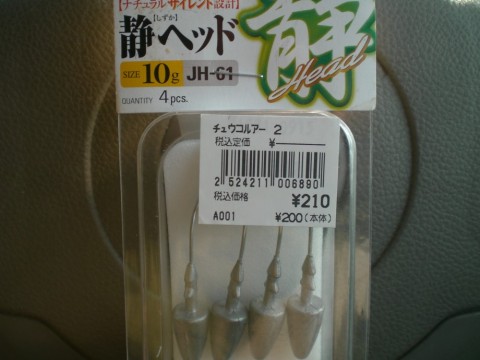 【ナチュラルサイレント設計】
静ヘッド
【しずか】
静
Head
SIZE 10g JH-61
QUANTITY 4pcs.
チュウコルアー 2
税込定価 ¥―――
2 524211 006890
税込価格 ¥210
A001 ¥200(本体)